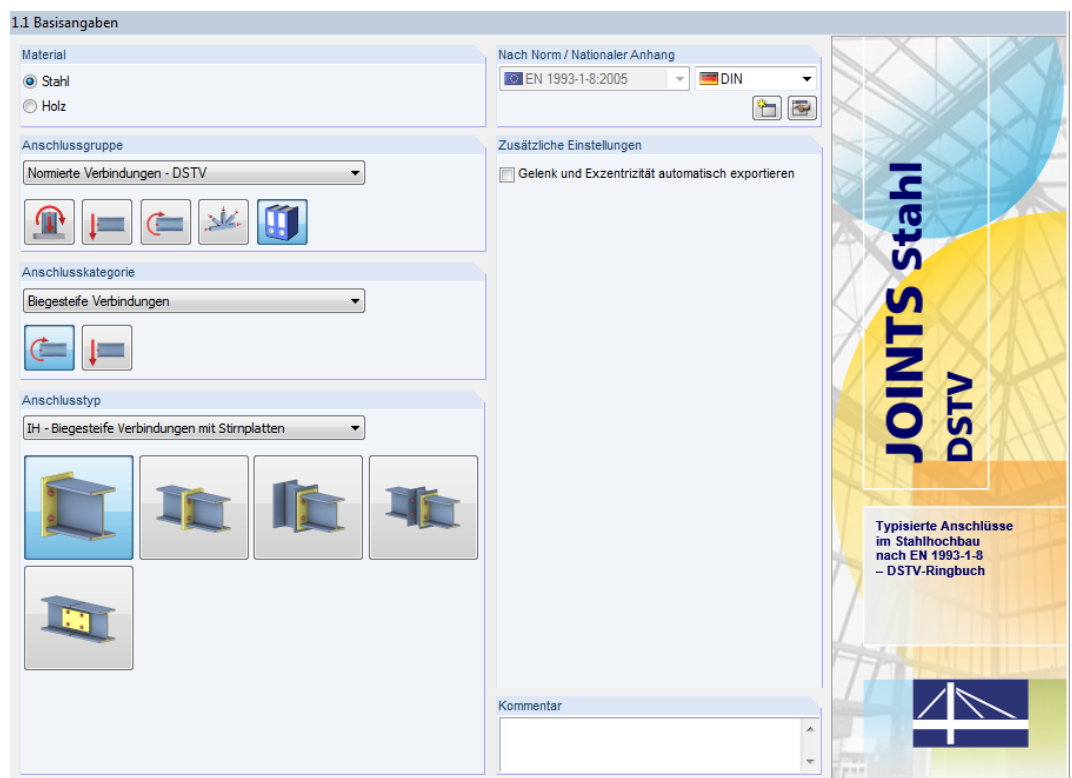 1.1 Basisangaben
Material
Stahl
Holz
Anschlussgruppe
Normierte Verbindungen - DSTV
Anschlusskategorie
Biegesteife Verbindungen
Anschlusstyp
IH - Biegesteife Verbindungen mit Stirnplatten
Nach Norm / Nationaler Anhang
EN 1993-1-8:2005
DIN
Zusätzliche Einstellungen
Gelenk und Exzentrizität automatisch exportieren
Kommentar
JOINTS Stahl
DSTV
Typisierte Anschlüsse
im Stahlhochbau
nach EN 1993-1-8
– DSTV-Ringbuch